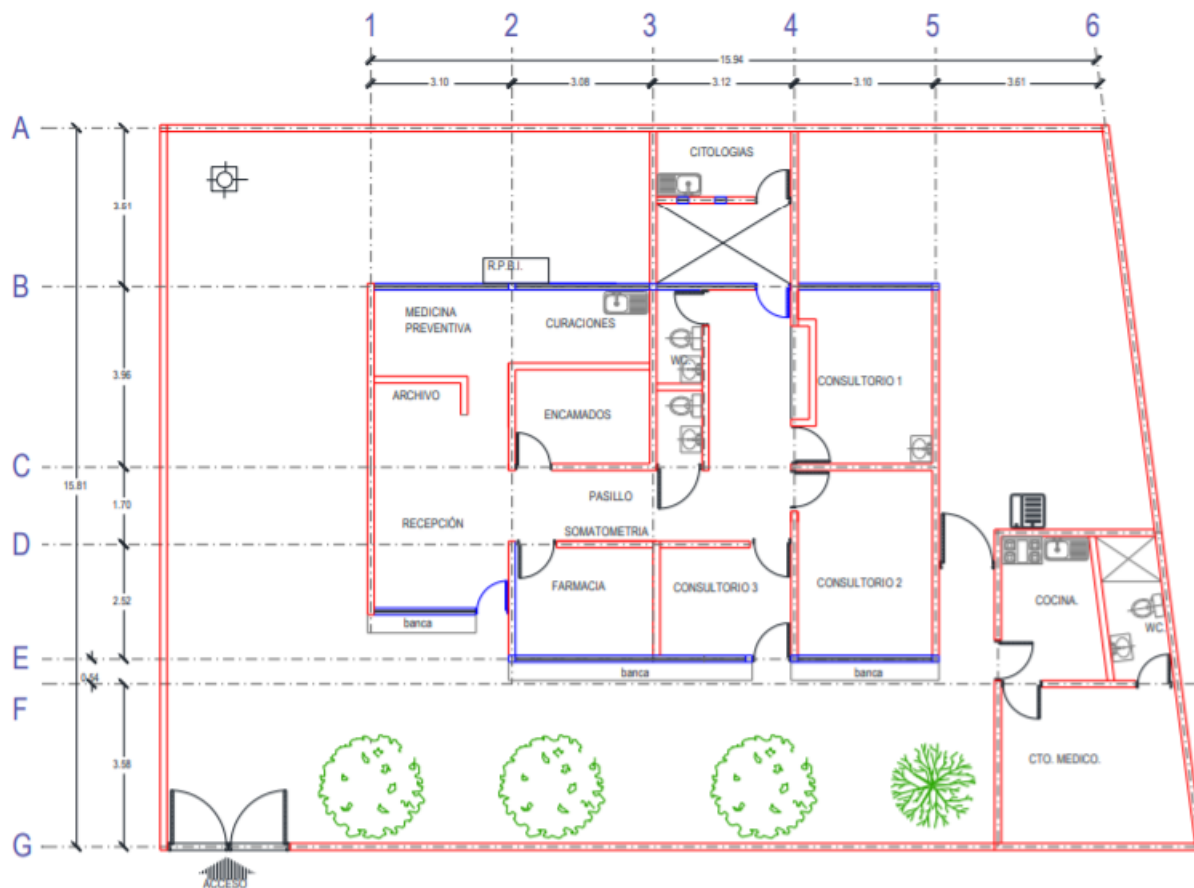 1 2 3 4 5 6
15.94
3.10 3.08 3.12 3.10 3.61
A
CITOLOGIAS
3.61
R.P.B.I.
B
MEDICINA
PREVENTIVA
CURACIONES
WC.
3.96
CONSULTORIO 1
ARCHIVO
ENCAMADOS
C
15.81
1.70
PASILLO
RECEPCIÓN
SOMATOMETRIA
D
2.52
FARMACIA
CONSULTORIO 3
CONSULTORIO 2
COCINA.
WC.
banca
E
banca
banca
0.54
F
3.58
CTO. MEDICO.
G
ACCESO